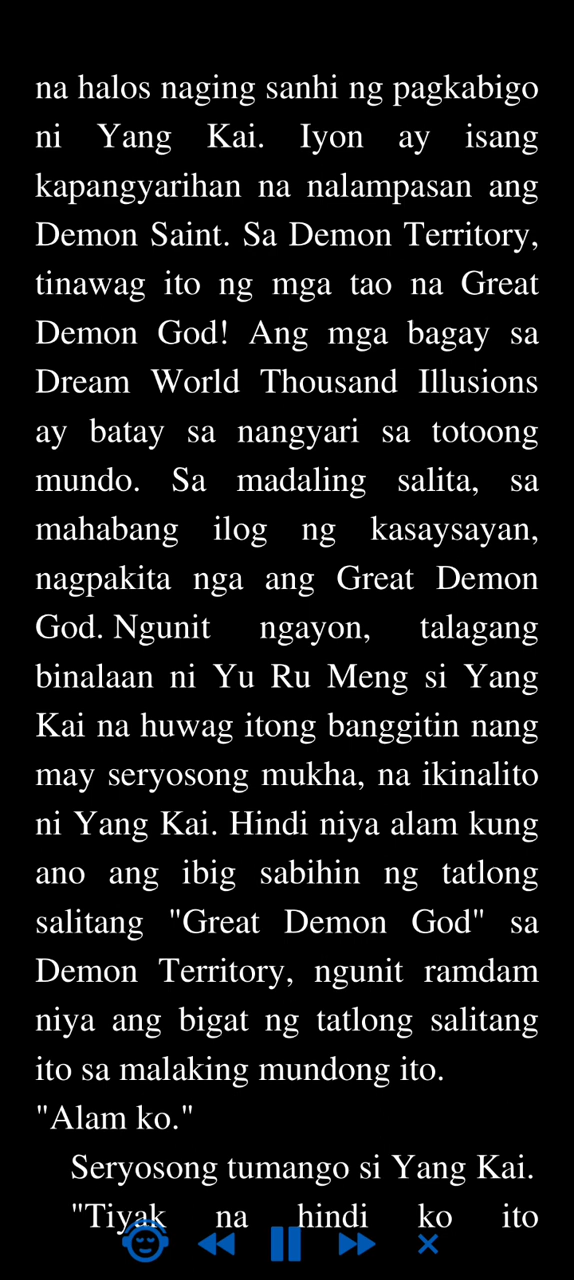 na halos naging sanhi ng pagkabigo
ni Yang Kai. Iyon ay isang
kapangyarihan na nalampasan ang
Demon Saint. Sa Demon Territory,
tinawag ito ng mga tao na Great
Demon God! Ang mga bagay sa
Dream World Thousand Illusions
ay batay sa nangyari sa totoong
mundo. Sa madaling salita, sa
mahabang ilog ng kasaysayan,
nagpakita nga ang Great Demon
God. Ngunit ngayon, talagang
binalaan ni Yu Ru Meng si Yang
Kai na huwag itong banggitin nang
may seryosong mukha, na ikinalito
ni Yang Kai. Hindi niya alam kung
ano ang ibig sabihin ng tatlong
salitang "Great Demon God" sa
Demon Territory, ngunit ramdam
niya ang bigat ng tatlong salitang
ito sa malaking mundong ito.
"Alam ko."
Seryosong tumango si Yang Kai.
"Tiyak na hindi ko ito